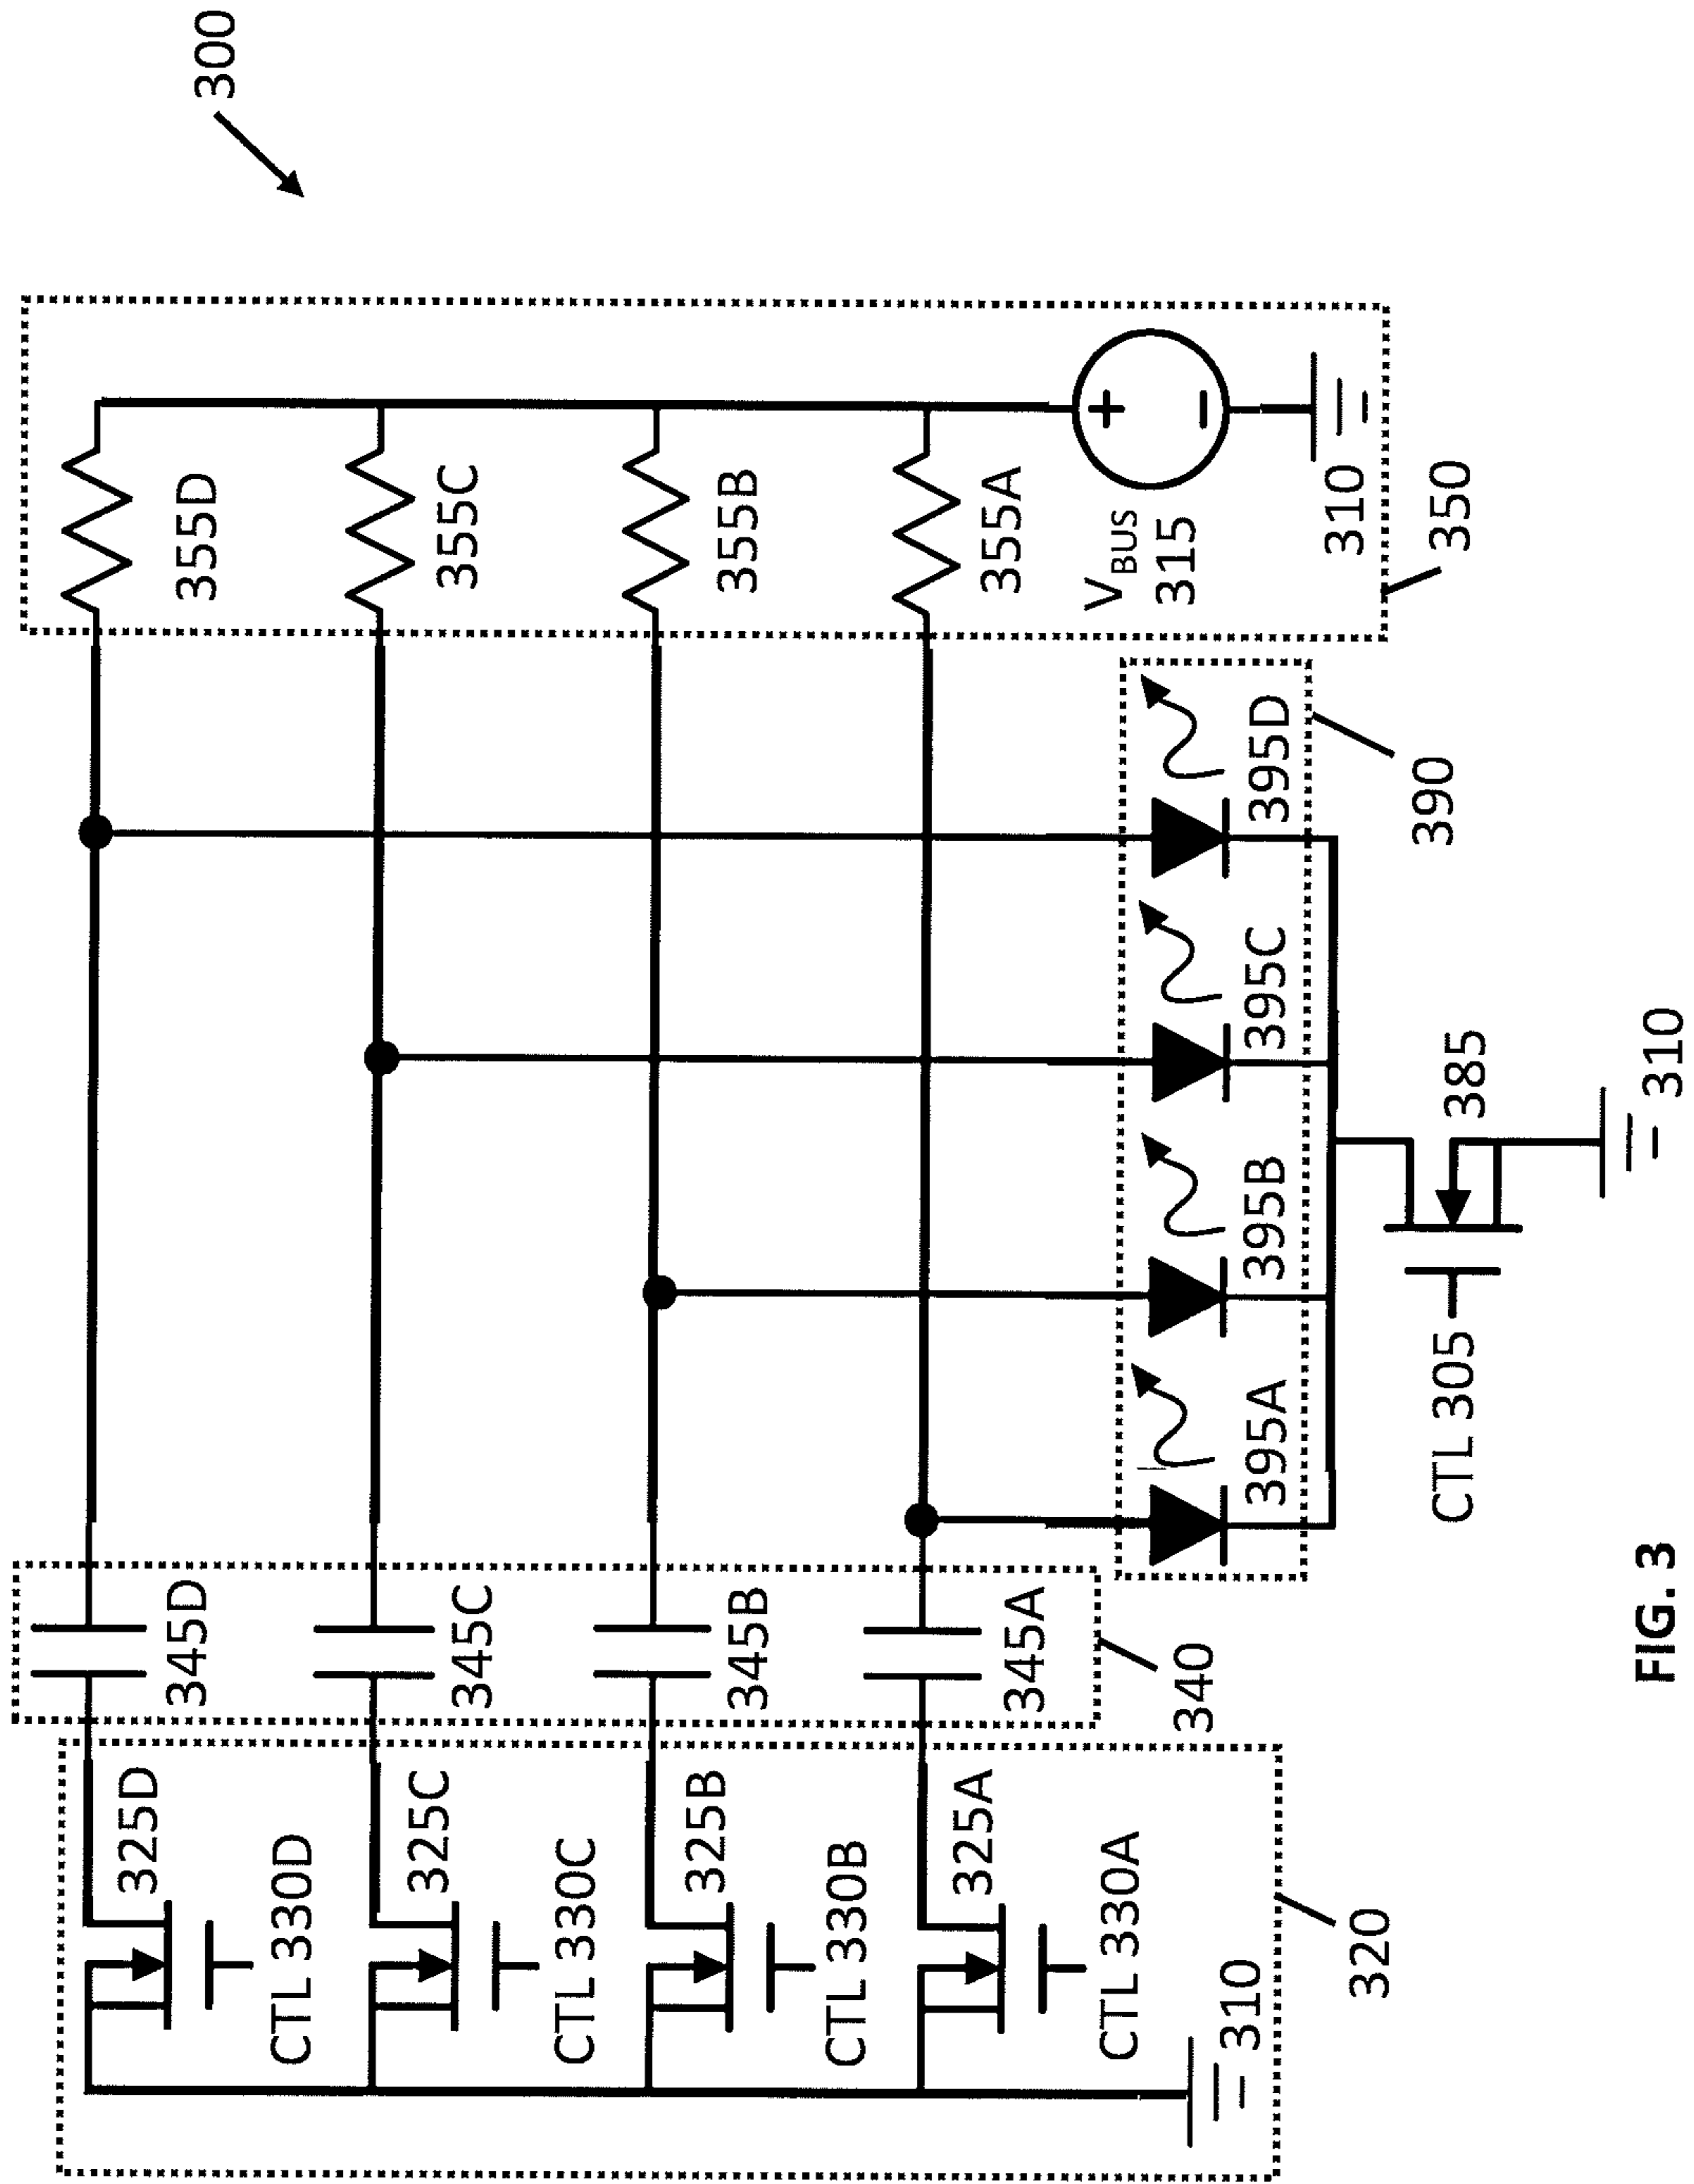 300
355D
355C
355B
355A
V BUS
315
310
350
395D
395C
395B
395A
390
385
310
CTL 305
345D
345C
345B
345A
340
325D
CTL 330D
325C
CTL 330C
325B
CTL 330B
325A
CTL 330A
310
320
FIG. 3